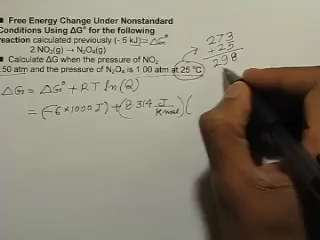 ■ Free Energy Change Under Nonstandard
Conditions Using ΔG° for the following
reaction calculated previously (- 6 kJ) = ΔG°
2 NO₂(g) → N₂O₄(g)
■ Calculate ΔG when the pressure of NO₂
.50 atm and the pressure of N₂O₄ is 1.00 atm at 25 °C
273
+25
298
ΔG = ΔG° + RT ln(Q)
= (-6 × 1000 J) + (8.314 J/K mol) (